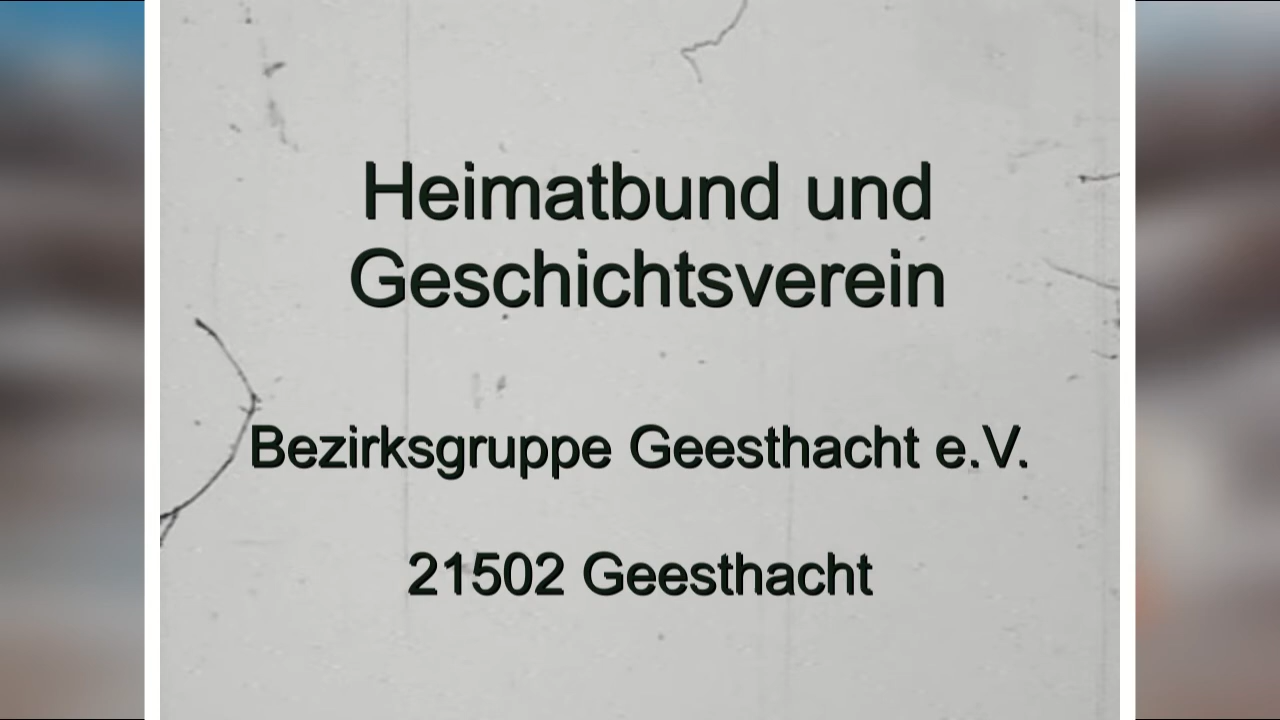 Heimatbund und
Geschichtsverein
Bezirksgruppe Geesthacht e.V.
21502 Geesthacht